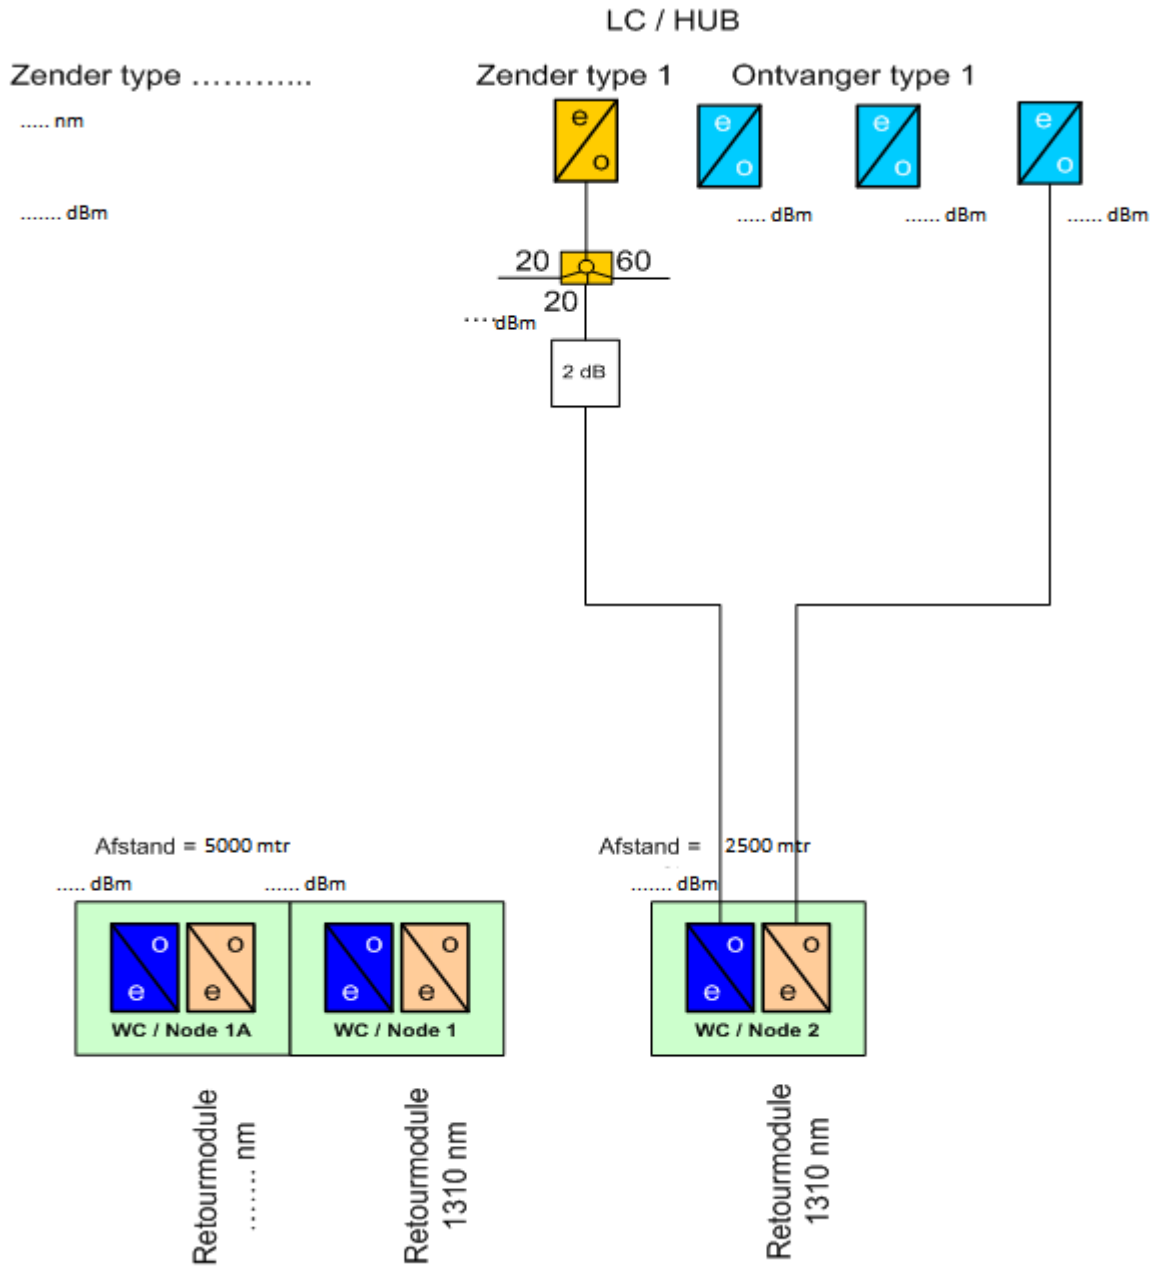 LC / HUB
Zender type ............
Zender type 1
Ontvanger type 1
..... nm
e
o
e
o
e
o
e
o
....... dBm
..... dBm
..... dBm
...... dBm
20
60
20
.... dBm
2 dB
Afstand = 5000 mtr
Afstand = 2500 mtr
..... dBm
...... dBm
....... dBm
o
e
o
e
o
e
o
e
o
e
o
e
WC / Node 1A
WC / Node 1
WC / Node 2
Retourmodule
....... nm
Retourmodule
1310 nm
Retourmodule
1310 nm